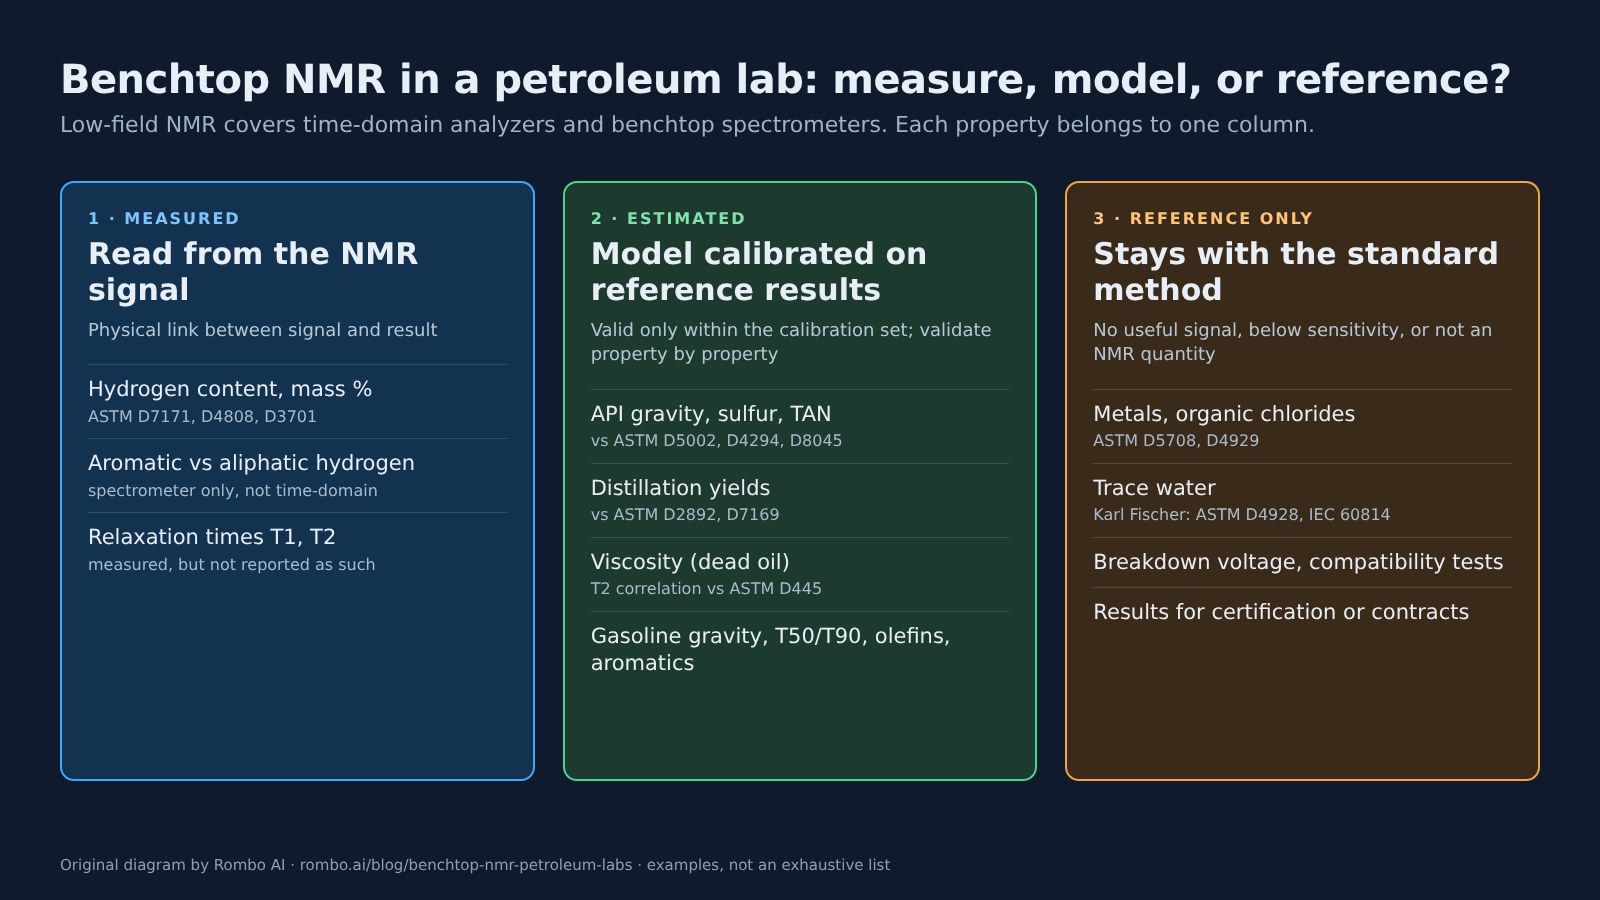 Benchtop NMR in a petroleum lab: measure, model, or reference?
Low-field NMR covers time-domain analyzers and benchtop spectrometers. Each property belongs to one column.
1 · MEASURED
Read from the NMR
signal
Physical link between signal and result
Hydrogen content, mass %
ASTM D7171, D4808, D3701
Aromatic vs aliphatic hydrogen
spectrometer only, not time-domain
Relaxation times T1, T2
measured, but not reported as such
2 · ESTIMATED
Model calibrated on
reference results
Valid only within the calibration set; validate
property by property
API gravity, sulfur, TAN
vs ASTM D5002, D4294, D8045
Distillation yields
vs ASTM D2892, D7169
Viscosity (dead oil)
T2 correlation vs ASTM D445
Gasoline gravity, T50/T90, olefins,
aromatics
3 · REFERENCE ONLY
Stays with the standard
method
No useful signal, below sensitivity, or not an
NMR quantity
Metals, organic chlorides
ASTM D5708, D4929
Trace water
Karl Fischer: ASTM D4928, IEC 60814
Breakdown voltage, compatibility tests
Results for certification or contracts
Original diagram by Rombo AI · rombo.ai/blog/benchtop-nmr-petroleum-labs · examples, not an exhaustive list